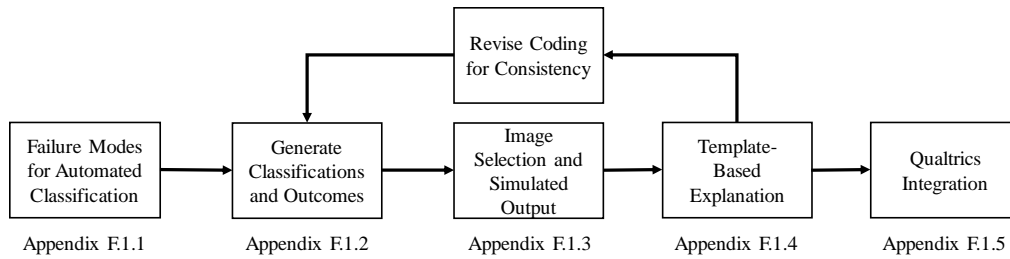 Revise Coding
for Consistency
Failure Modes
for Automated
Classification
Generate
Classifications
and Outcomes
Image
Selection and
Simulated
Output
Template-
Based
Explanation
Qualtrics
Integration
Appendix F.1.1
Appendix F.1.2
Appendix F.1.3
Appendix F.1.4
Appendix F.1.5